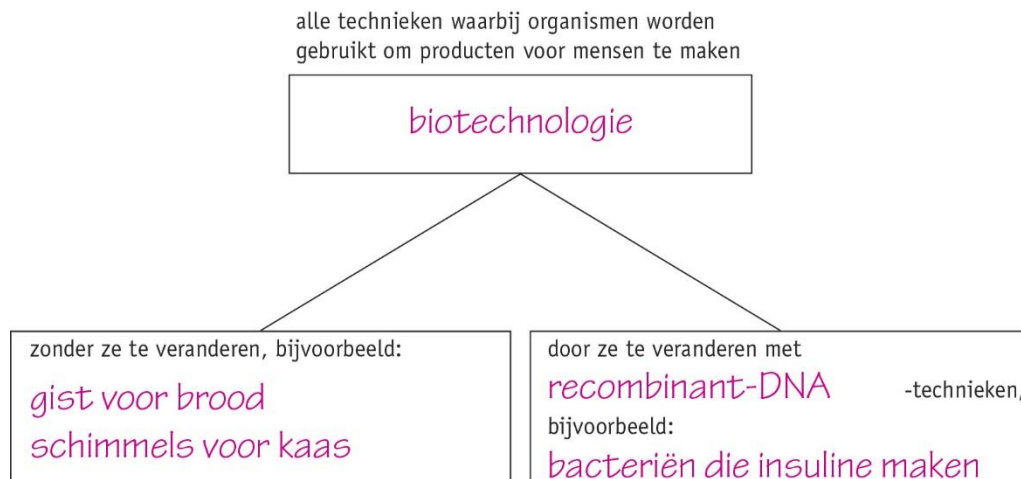 alle technieken waarbij organismen worden
gebruikt om producten voor mensen te maken
biotechnologie
zonder ze te veranderen, bijvoorbeeld:
gist voor brood
schimmels voor kaas
door ze te veranderen met
recombinant-DNA -technieken,
bijvoorbeeld:
bacteriën die insuline maken